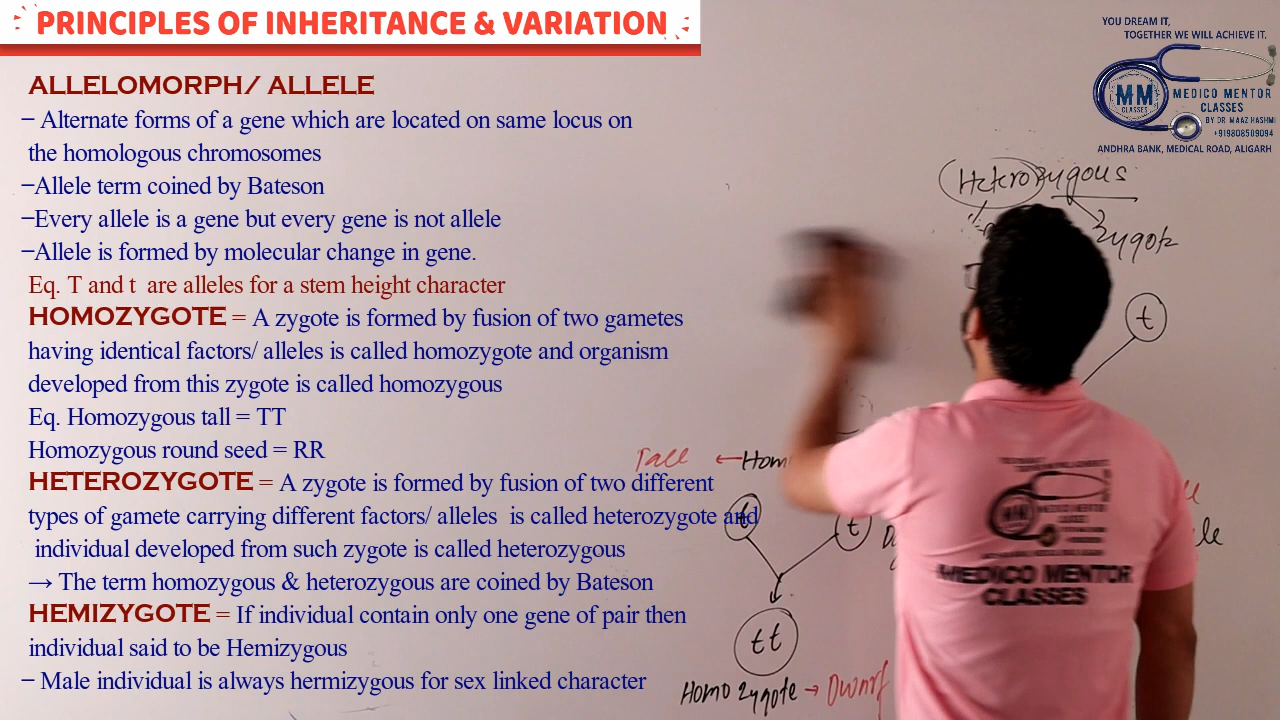 PRINCIPLES OF INHERITANCE & VARIATION
ALLELOMORPH/ ALLELE
– Alternate forms of a gene which are located on same locus on
the homologous chromosomes
–Allele term coined by Bateson
–Every allele is a gene but every gene is not allele
–Allele is formed by molecular change in gene.
Eq. T and t are alleles for a stem height character
HOMOZYGOTE = A zygote is formed by fusion of two gametes
having identical factors/ alleles is called homozygote and organism
developed from this zygote is called homozygous
Eq. Homozygous tall = TT
Homozygous round seed = RR
HETEROZYGOTE = A zygote is formed by fusion of two different
types of gamete carrying different factors/ alleles is called heterozygote and
individual developed from such zygote is called heterozygous
→ The term homozygous & heterozygous are coined by Bateson
HEMIZYGOTE = If individual contain only one gene of pair then
individual said to be Hemizygous
– Male individual is always hermizygous for sex linked character
YOU DREAM IT,
TOGETHER WE WILL ACHIEVE IT.
MM
CLASSES
MEDICO MENTOR
CLASSES
BY DR MAAZ HASHMI
+919808509094
ANDHRA BANK, MEDICAL ROAD, ALIGARH
Heterozygous
zygote
t
Tall ← Hom
t t
tt
Homozygote → Dwarf
MM
MEDICO MENTOR
CLASSES